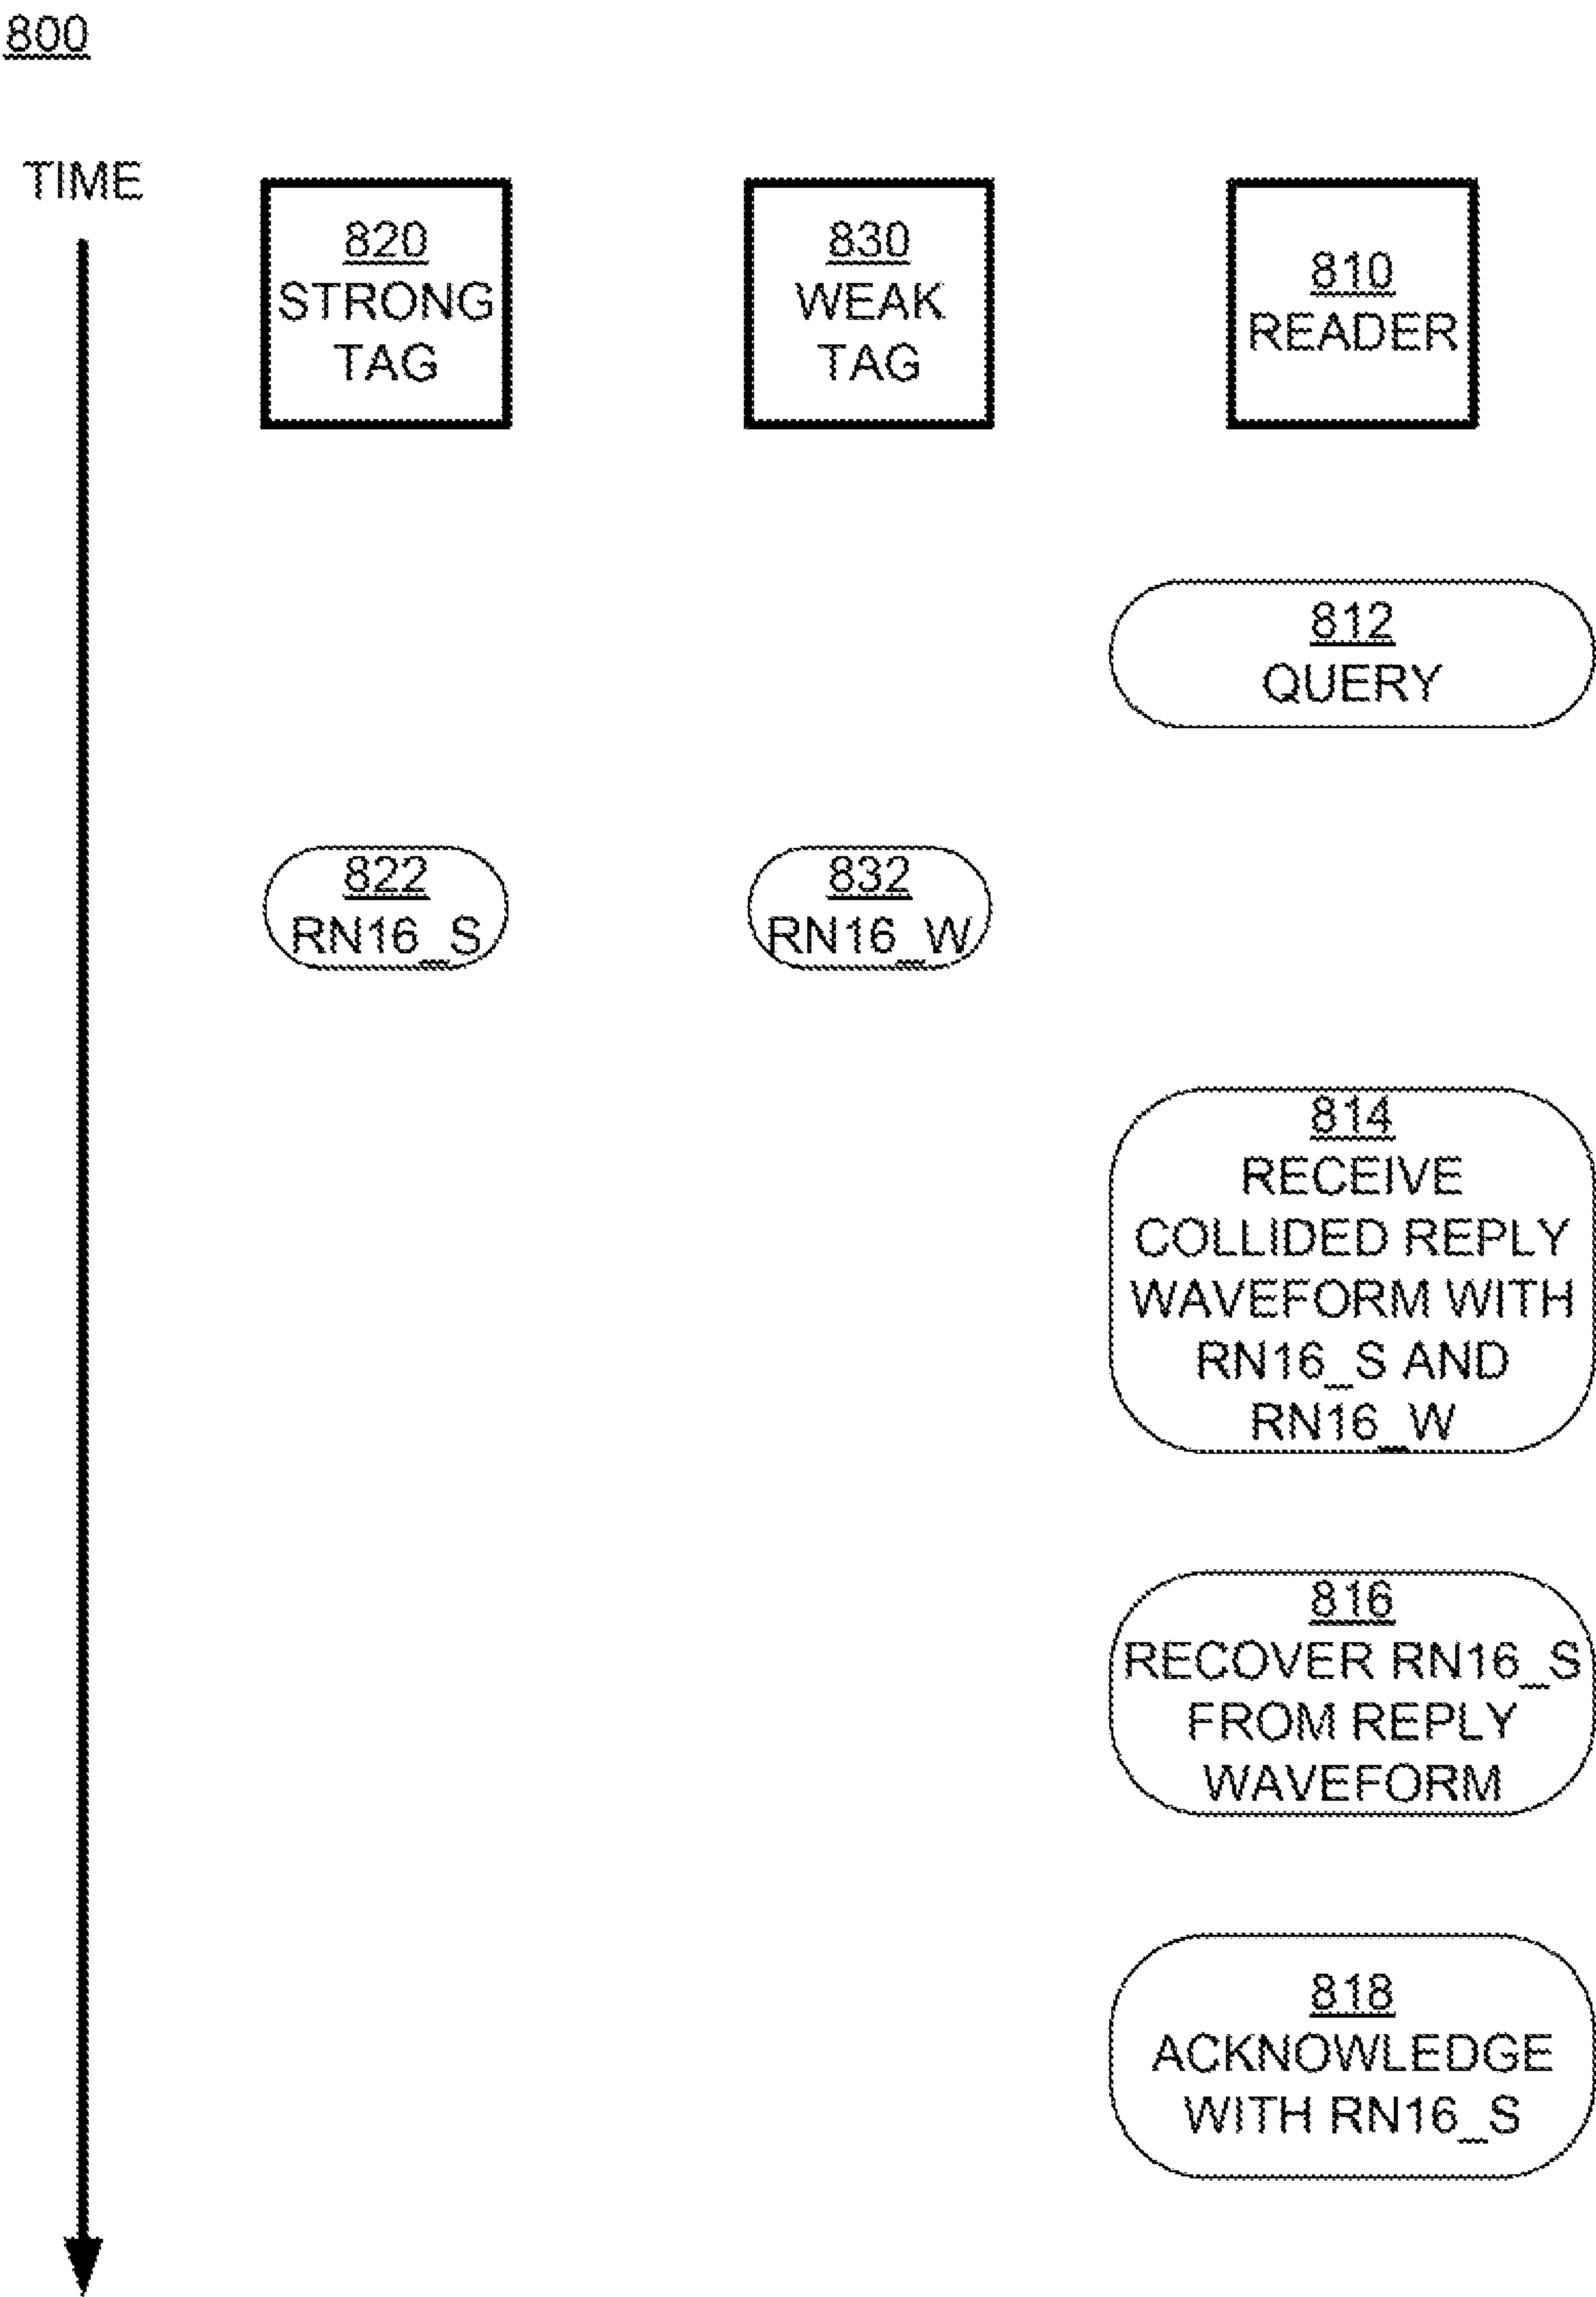 800
TIME
820
STRONG
TAG
830
WEAK
TAG
810
READER
812
QUERY
822
RN16_S
832
RN16_W
814
RECEIVE
COLLIDED REPLY
WAVEFORM WITH
RN16_S AND
RN16_W
816
RECOVER RN16_S
FROM REPLY
WAVEFORM
818
ACKNOWLEDGE
WITH RN16_S